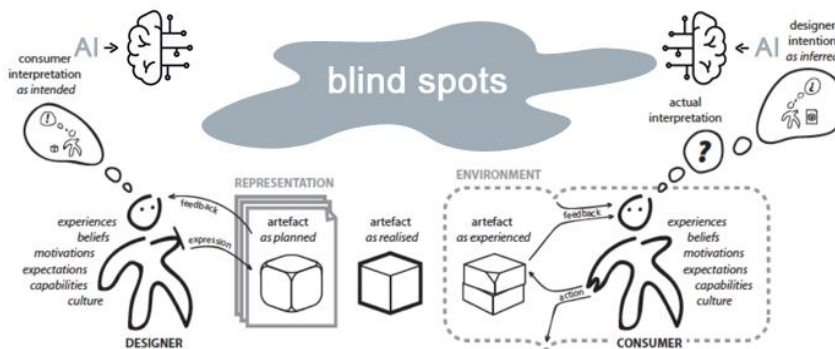 AI
consumer
interpretation
as intended
blind spots
AI
designer
intention
as inferred
actual
interpretation
!
?
¿
REPRESENTATION
ENVIRONMENT
feedback
expression
artefact
as planned
artefact
as realised
artefact
as experienced
feedback
action
experiences
beliefs
motivations
expectations
capabilities
culture
DESIGNER
experiences
beliefs
motivations
expectations
capabilities
culture
CONSUMER